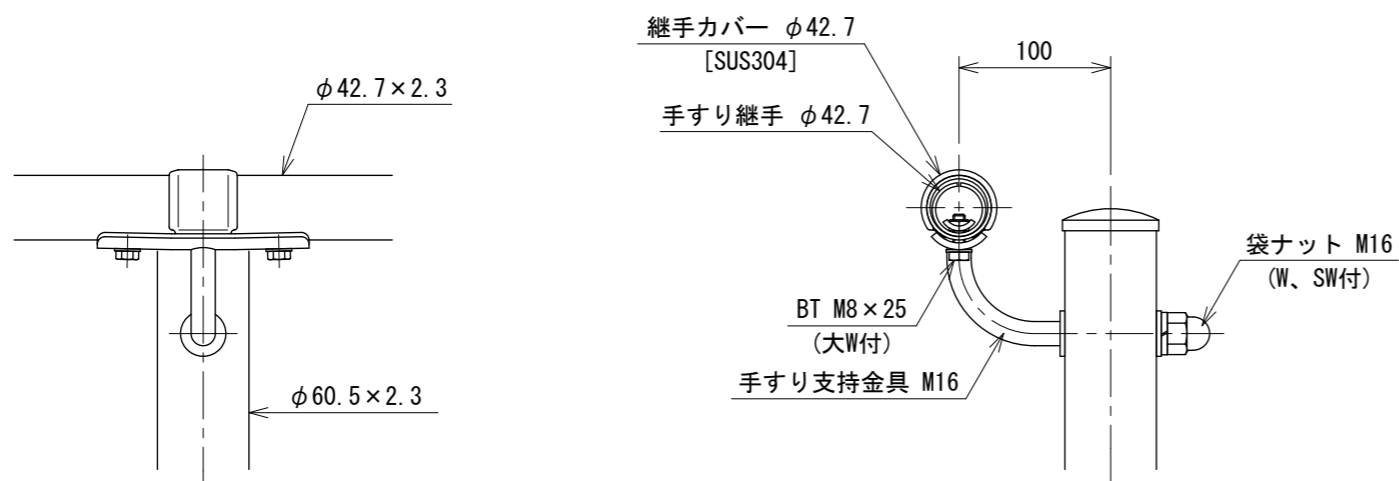 φ42.7×2.3
φ60.5×2.3
継手カバー φ42.7
[SUS304]
100
手すり継手 φ42.7
袋ナット M16
(W、SW付)
BT M8×25
(大W付)
手すり支持金具 M16